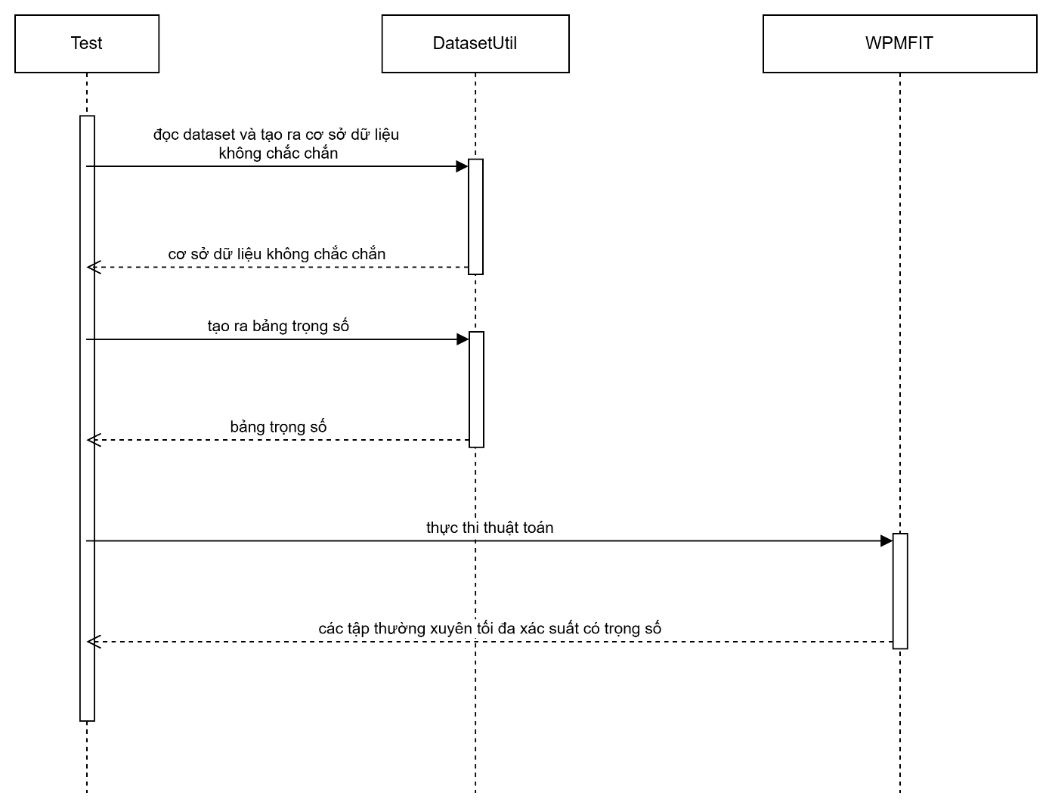 Test
DatasetUtil
WPMFIT
đọc dataset và tạo ra cơ sở dữ liệu
không chắc chắn
cơ sở dữ liệu không chắc chắn
tạo ra bảng trọng số
bảng trọng số
thực thi thuật toán
các tập thường xuyên tối đa xác suất có trọng số